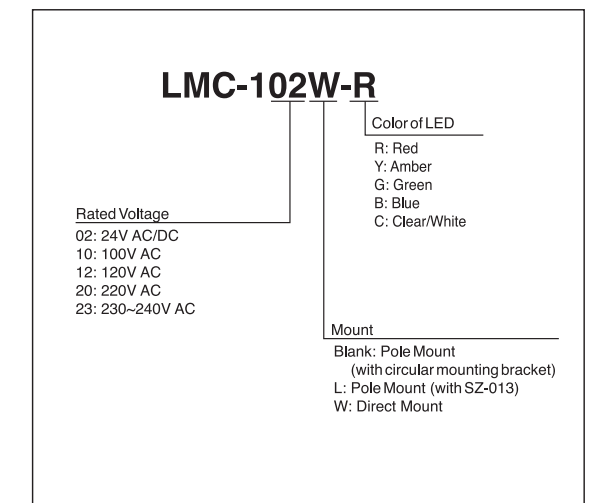 LMC-102W-R
Color of LED
R: Red
Y: Amber
G: Green
B: Blue
C: Clear/White
Rated Voltage
02: 24V AC/DC
10: 100V AC
12: 120V AC
20: 220V AC
23: 230~240V AC
Mount
Blank: Pole Mount
(with circular mounting bracket)
L: Pole Mount (with SZ-013)
W: Direct Mount